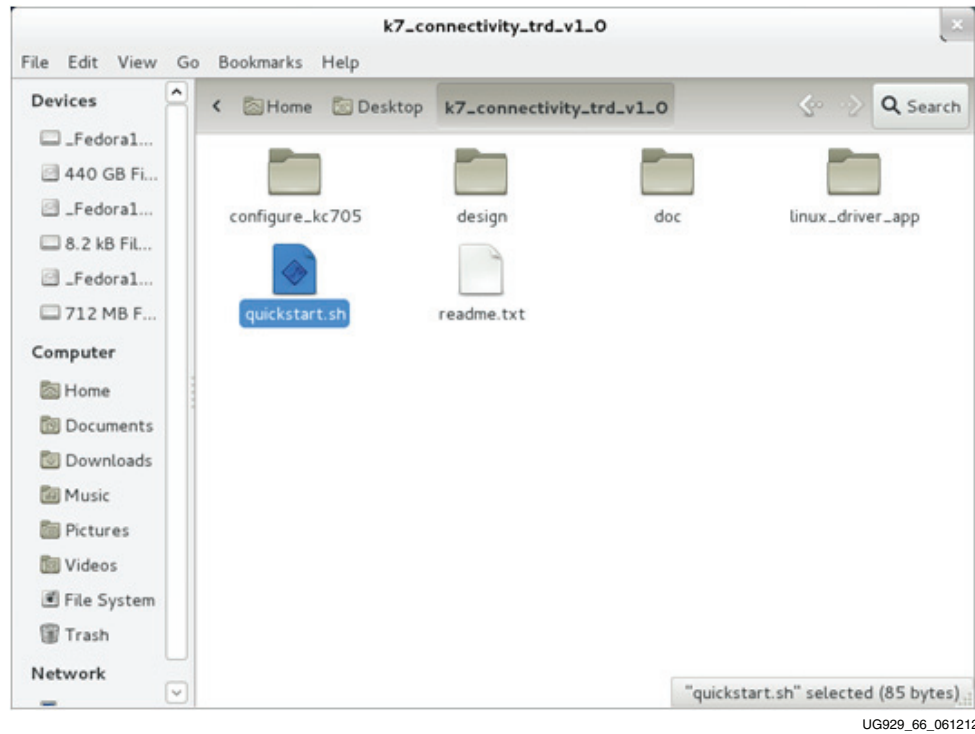 k7_connectivity_trd_v1_0
File Edit View Go Bookmarks Help
Devices
_Fedora1...
440 GB Fi...
_Fedora1...
8.2 kB Fil...
_Fedora1...
712 MB F...
Computer
Home
Documents
Downloads
Music
Pictures
Videos
File System
Trash
Network
Home Desktop k7_connectivity_trd_v1_0 Search
configure_kc705 design doc linux_driver_app
quickstart.sh readme.txt
"quickstart.sh" selected (85 bytes)
UG929_66_061212